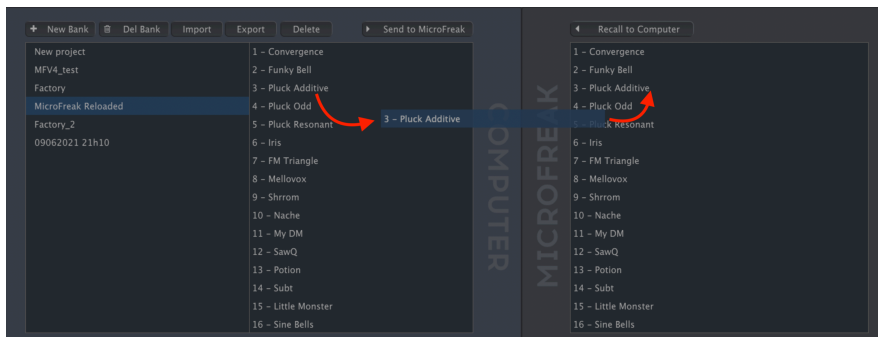 + New Bank
Del Bank
Import
Export
Delete
Send to MicroFreak
Recall to Computer
New project
MFV4_test
Factory
MicroFreak Reloaded
Factory_2
09062021 21h10
1 – Convergence
2 – Funky Bell
3 – Pluck Additive
4 – Pluck Odd
5 – Pluck Resonant
6 – Iris
7 – FM Triangle
8 – Mellovox
9 – Shrrom
10 – Nache
11 – My DM
12 – SawQ
13 – Potion
14 – Subt
15 – Little Monster
16 – Sine Bells
3 – Pluck Additive
COMPUTER
MICROFREAK
1 – Convergence
2 – Funky Bell
3 – Pluck Additive
4 – Pluck Odd
5 – Pluck Resonant
6 – Iris
7 – FM Triangle
8 – Mellovox
9 – Shrrom
10 – Nache
11 – My DM
12 – SawQ
13 – Potion
14 – Subt
15 – Little Monster
16 – Sine Bells